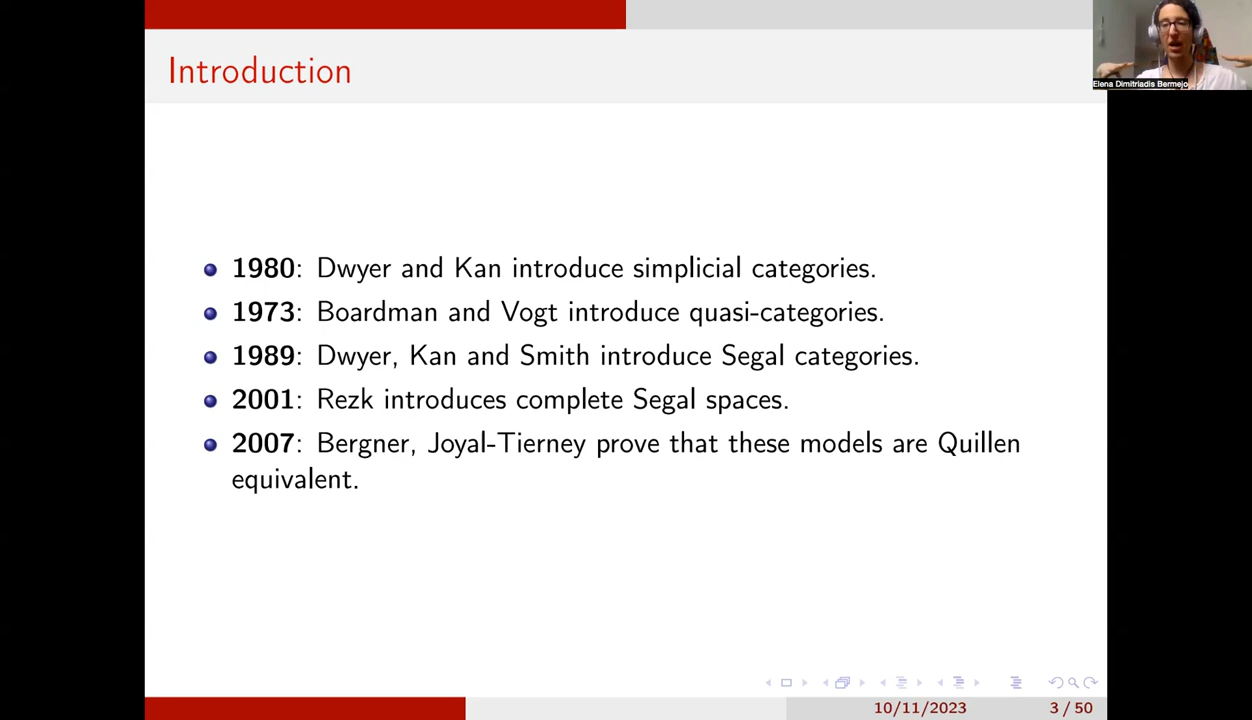 Introduction
Elena Dimitriadis Bermejo
1980: Dwyer and Kan introduce simplicial categories.
1973: Boardman and Vogt introduce quasi-categories.
1989: Dwyer, Kan and Smith introduce Segal categories.
2001: Rezk introduces complete Segal spaces.
2007: Bergner, Joyal-Tierney prove that these models are Quillen
equivalent.
10/11/2023 3 / 50